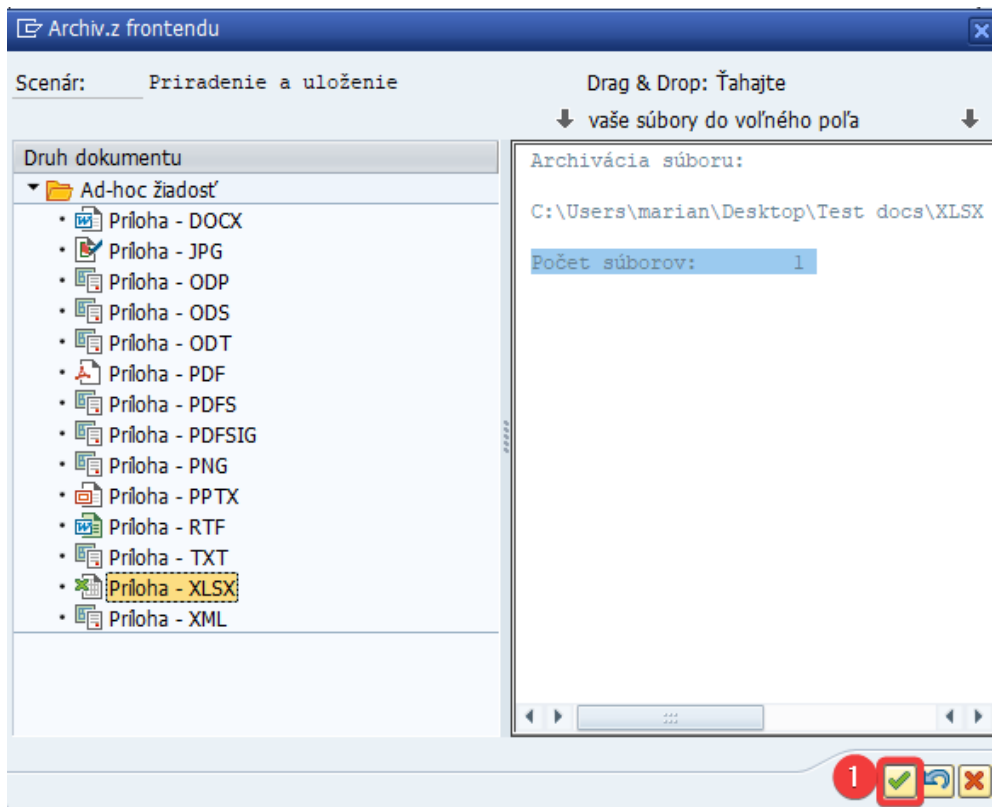 Archiv.z frontendu
Scenár: Priradenie a uloženie
Drag & Drop: Ťahajte
vaše súbory do voľného poľa
Druh dokumentu
Ad-hoc žiadosť
Príloha - DOCX
Príloha - JPG
Príloha - ODP
Príloha - ODS
Príloha - ODT
Príloha - PDF
Príloha - PDFS
Príloha - PDFSIG
Príloha - PNG
Príloha - PPTX
Príloha - RTF
Príloha - TXT
Príloha - XLSX
Príloha - XML
Archivácia súboru:
C:\Users\marian\Desktop\Test docs\XLSX
Počet súborov: 1
1